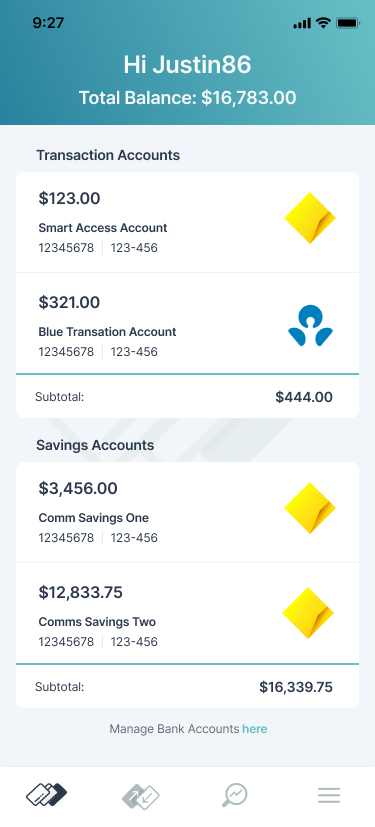 9:27
Hi Justin86
Total Balance: $16,783.00
Transaction Accounts
$123.00
Smart Access Account
12345678 123-456
$321.00
Blue Transation Account
12345678 123-456
Subtotal: $444.00
Savings Accounts
$3,456.00
Comm Savings One
12345678 123-456
$12,833.75
Comms Savings Two
12345678 123-456
Subtotal: $16,339.75
Manage Bank Accounts here